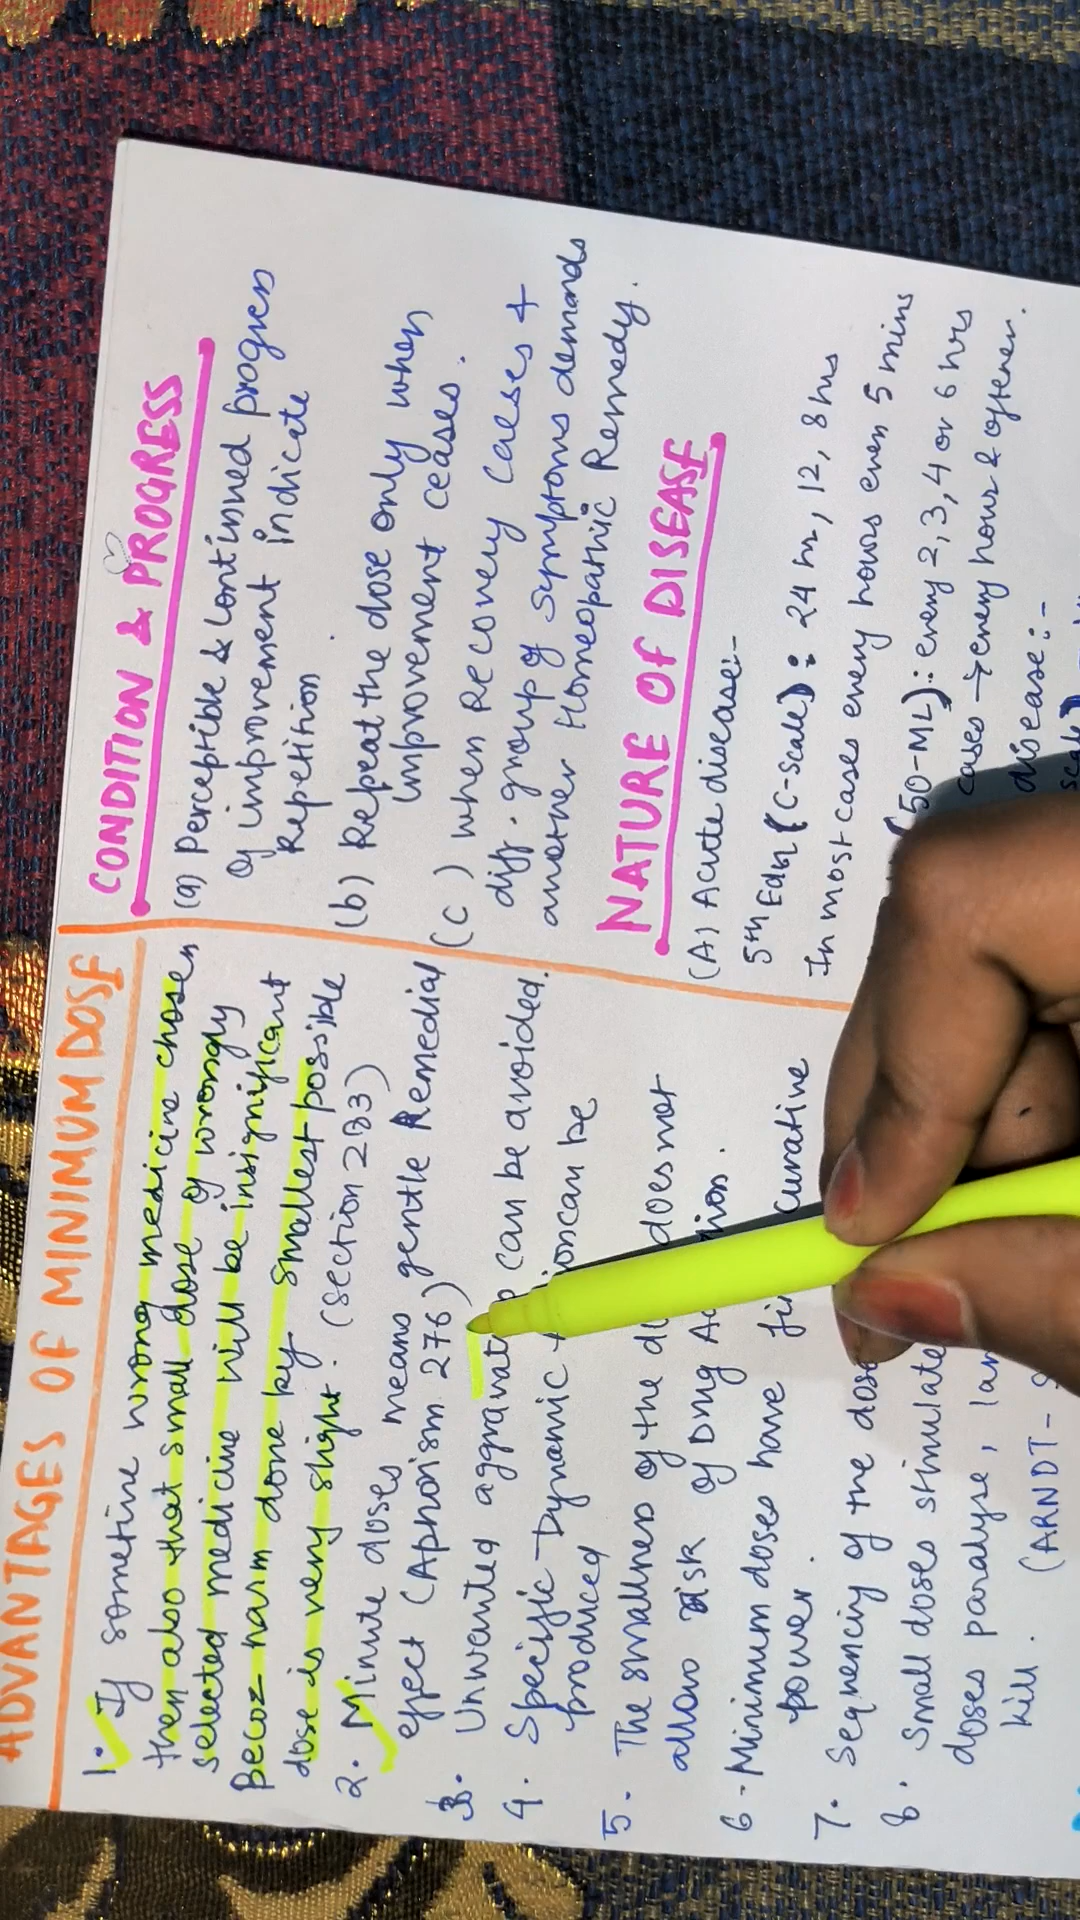 ADVANTAGES OF MINIMUM DOSE
1. If sometime wrong medicine chosen
then also that small dose of wrongly
selected medicine will be insignificant
Becoz harm done by smallest possible
dose is very slight. (Section 283)
2. Minute doses means gentle Remedial
effect (Aphorism 276)
3. Unwanted aggravat can be avoided.
4. Specific Dynamic can be
produced
5. The smallness of the does not
allow risk of Drug
6- Minimum doses have curative
power.
7. Sequencing of the
8. Small doses stimulate
doses paralyse,
kill. (ARNDT-
CONDITION & PROGRESS
(a) Perceptible & continued progress
of improvement indicate
Repetition
(b) Repeat the dose only when
improvement ceases.
(c) when Recovery caeses +
diff. group of symptoms demands
another Homeopathic Remedy.
NATURE OF DISEASE
(A) Acute disease:-
5th Edn (C-Scale): 24 hr, 12, 8 hrs
In most cases every hours even 5 mins
(50-ML): every 2, 3, 4 or 6 hrs
cases → every hour & oftener.
disease:-